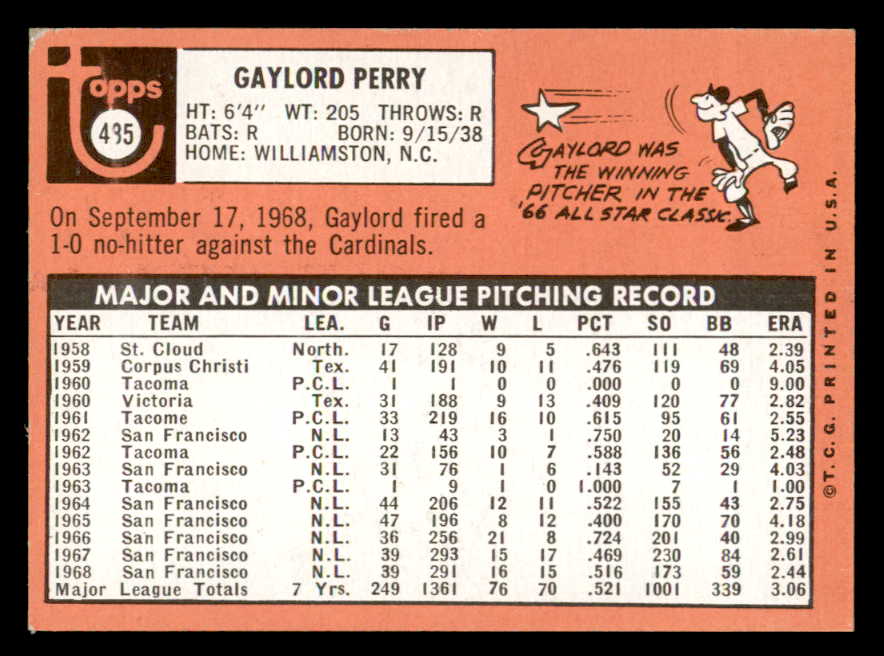 topps
485
GAYLORD PERRY
HT: 6'4" WT: 205 THROWS: R
BATS: R BORN: 9/15/38
HOME: WILLIAMSTON, N.C.
GAYLORD WAS
THE WINNING
PITCHER IN THE
'66 ALL STAR CLASSIC.
On September 17, 1968, Gaylord fired a
1-0 no-hitter against the Cardinals.
MAJOR AND MINOR LEAGUE PITCHING RECORD
YEAR TEAM LEA. G IP W L PCT SO BB ERA
1958 St. Cloud North. 17 128 9 5 .643 111 48 2.39
1959 Corpus Christi Tex. 41 191 10 11 .476 119 69 4.05
1960 Tacoma P.C.L. 1 1 0 0 .000 0 0 9.00
1960 Victoria Tex. 31 188 9 13 .409 120 77 2.82
1961 Tacome P.C.L. 33 219 16 10 .615 95 61 2.55
1962 San Francisco N.L. 13 43 3 1 .750 20 14 5.23
1962 Tacoma P.C.L. 22 156 10 7 .588 136 56 2.48
1963 San Francisco N.L. 31 76 1 6 .143 52 29 4.03
1963 Tacoma P.C.L. 1 9 1 0 1.000 7 1 1.00
1964 San Francisco N.L. 44 206 12 11 .522 155 43 2.75
1965 San Francisco N.L. 47 196 8 12 .400 170 70 4.18
1966 San Francisco N.L. 36 256 21 8 .724 201 40 2.99
1967 San Francisco N.L. 39 293 15 17 .469 230 84 2.61
1968 San Francisco N.L. 39 291 16 15 .516 173 59 2.44
Major League Totals 7 Yrs. 249 1361 76 70 .521 1001 339 3.06
©T.C.G. PRINTED IN U.S.A.